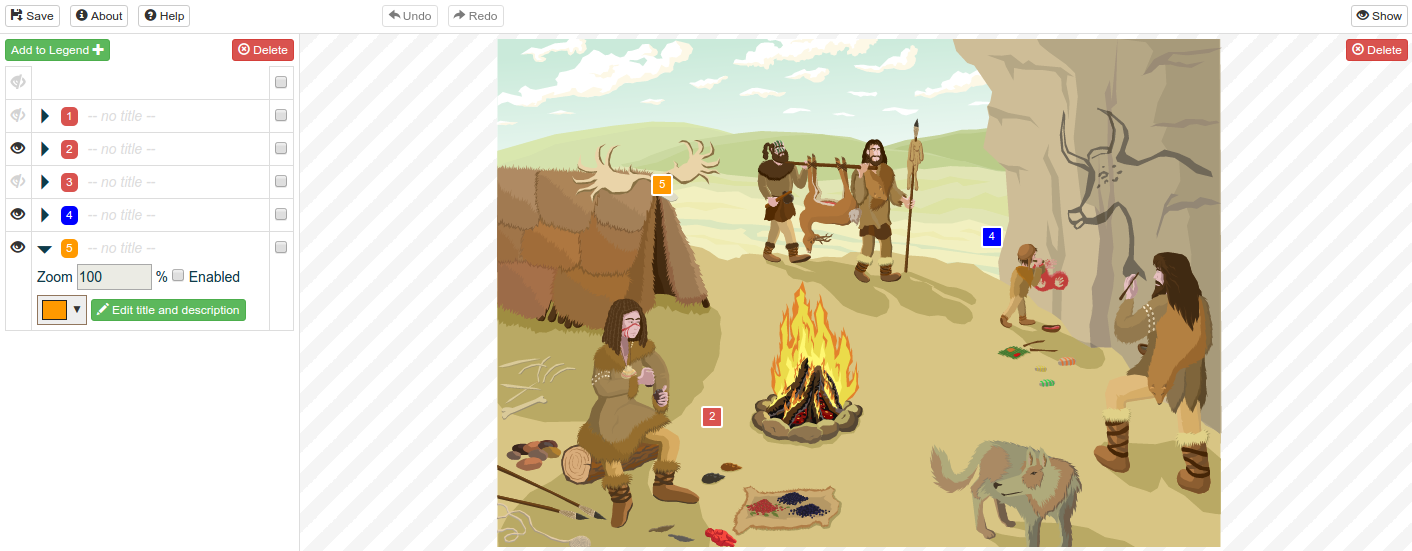 Save About Help Undo Redo Show
Add to Legend Delete Delete
1 -- no title --
2 -- no title --
3 -- no title --
4 -- no title --
5 -- no title --
Zoom 100 % Enabled
Edit title and description
5
4
2